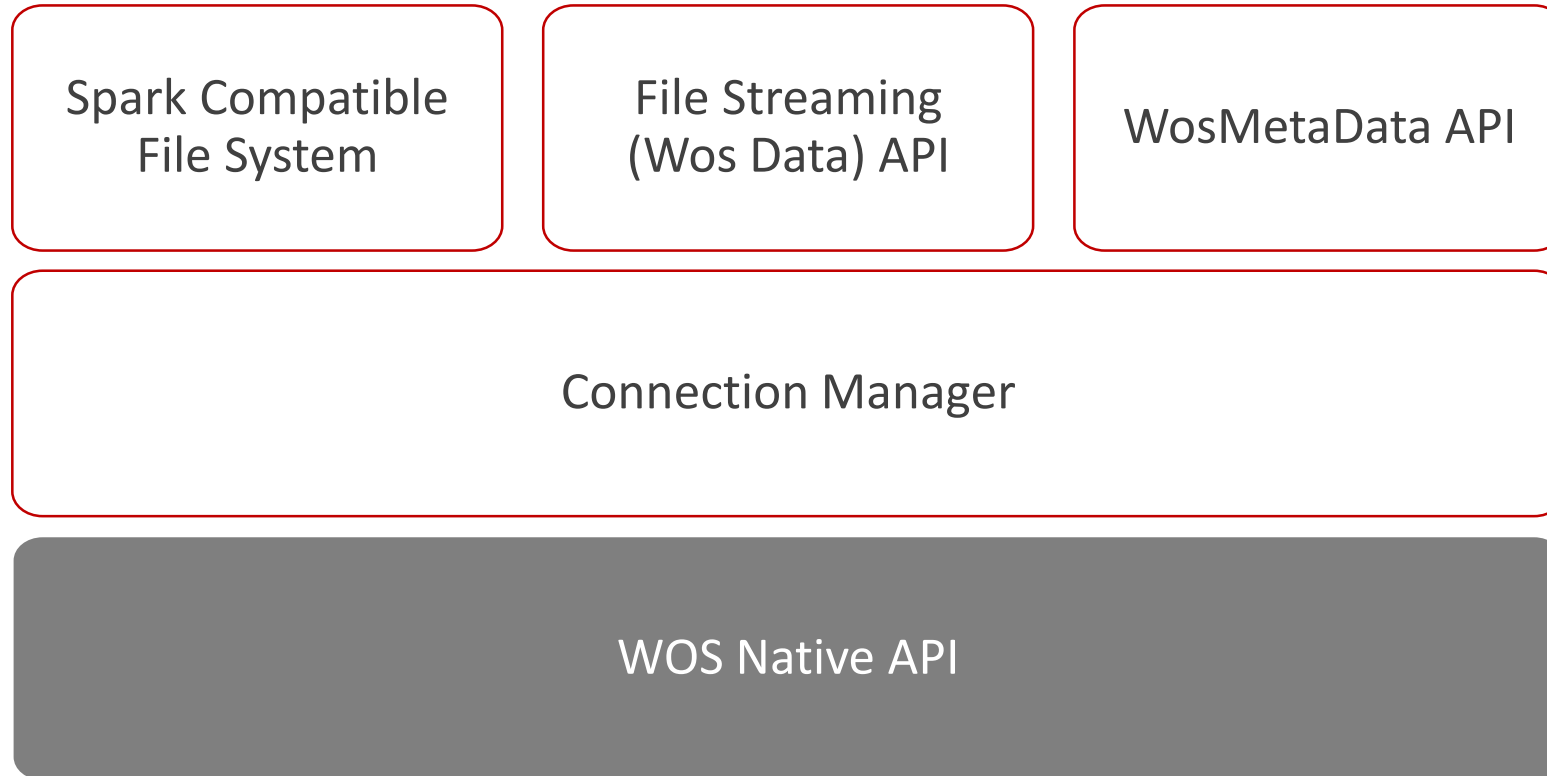 Spark Compatible
File System
File Streaming
(Wos Data) API
WosMetaData API
Connection Manager
WOS Native API